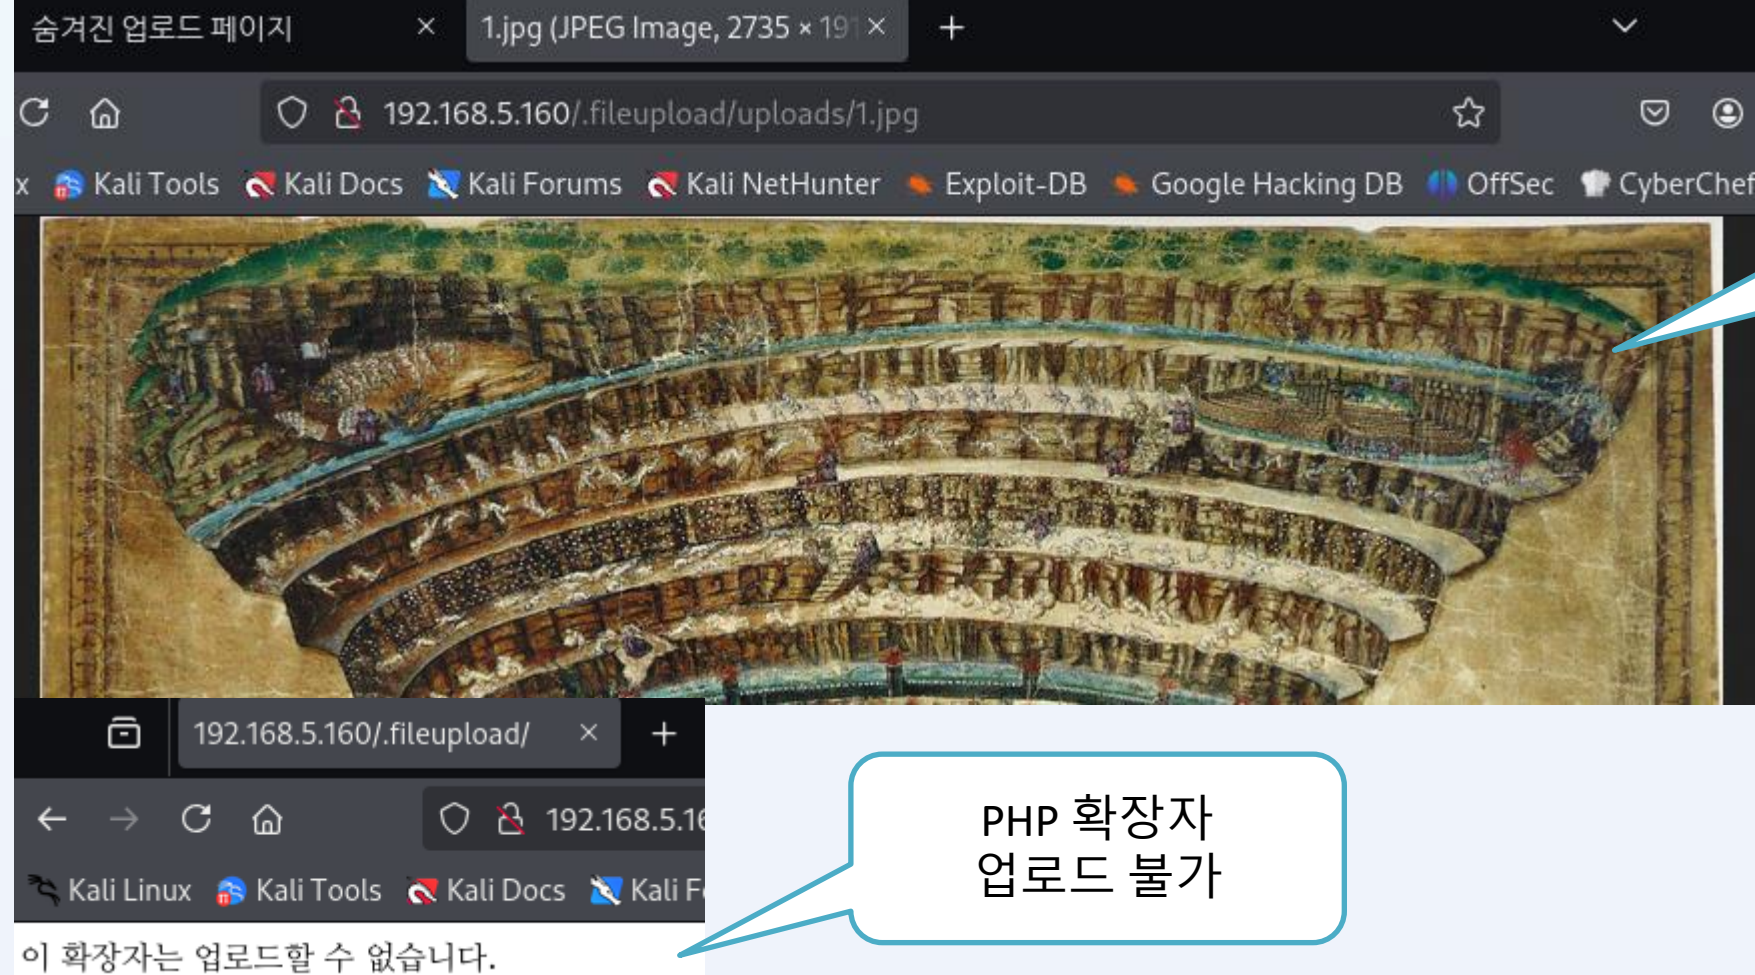 숨겨진 업로드 페이지
1.jpg (JPEG Image, 2735 × 191
192.168.5.160/.fileupload/uploads/1.jpg
x Kali Tools Kali Docs Kali Forums Kali NetHunter Exploit-DB Google Hacking DB OffSec CyberChef
192.168.5.160/.fileupload/
192.168.5.16
Kali Linux Kali Tools Kali Docs Kali F
이 확장자는 업로드할 수 없습니다.
PHP 확장자
업로드 불가